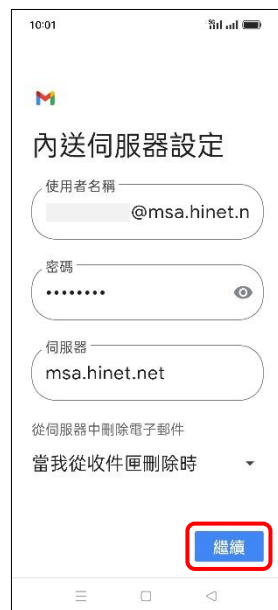 10:01
內送伺服器設定
使用者名稱
@msa.hinet.n
密碼
••••••••
伺服器
msa.hinet.net
從伺服器中刪除電子郵件
當我從收件匣刪除時
繼續